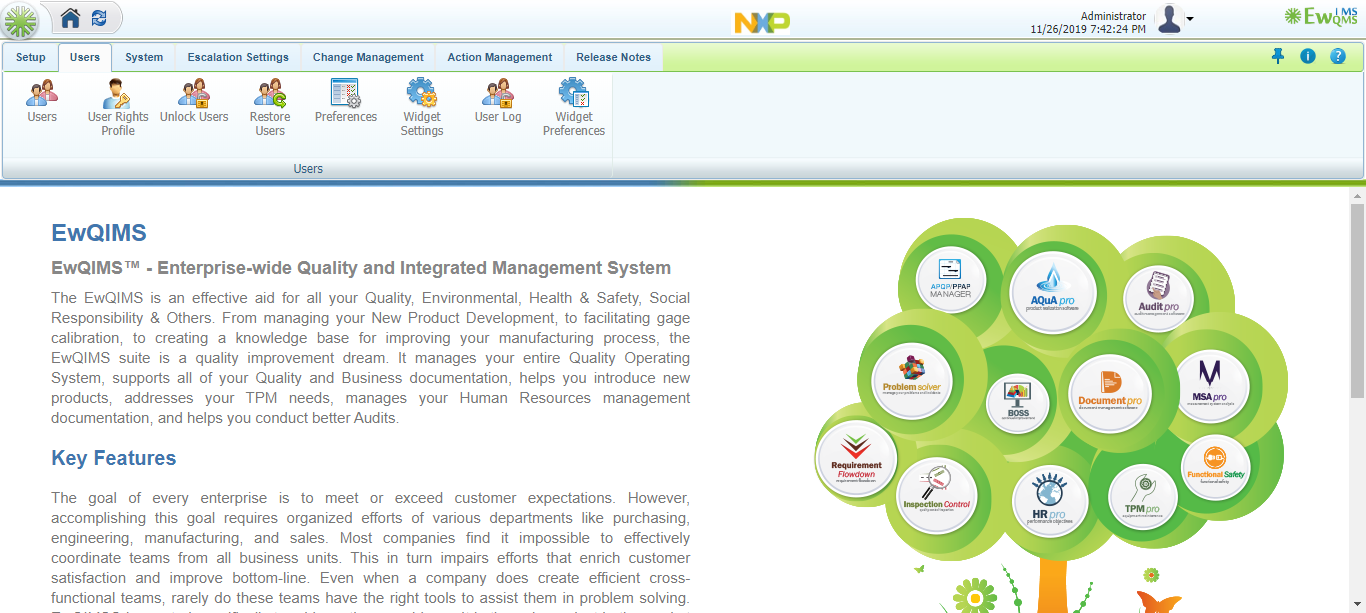 NXP
Administrator
11/26/2019 7:42:24 PM
EwQIMS
QMS
Setup Users System Escalation Settings Change Management Action Management Release Notes
Users User Rights Profile Unlock Users Restore Users Preferences Widget Settings User Log Widget Preferences
Users
EwQIMS
EwQIMS™ - Enterprise-wide Quality and Integrated Management System
The EwQIMS is an effective aid for all your Quality, Environmental, Health & Safety, Social
Responsibility & Others. From managing your New Product Development, to facilitating gage
calibration, to creating a knowledge base for improving your manufacturing process, the
EwQIMS suite is a quality improvement dream. It manages your entire Quality Operating
System, supports all of your Quality and Business documentation, helps you introduce new
products, addresses your TPM needs, manages your Human Resources management
documentation, and helps you conduct better Audits.
Key Features
The goal of every enterprise is to meet or exceed customer expectations. However,
accomplishing this goal requires organized efforts of various departments like purchasing,
engineering, manufacturing, and sales. Most companies find it impossible to effectively
coordinate teams from all business units. This in turn impairs efforts that enrich customer
satisfaction and improve bottom-line. Even when a company does create efficient cross-
functional teams, rarely do these teams have the right tools to assist them in problem solving.
APQP/PPAP
MANAGER
AQuA pro
Audit pro
Problem solver
BOSS
Document pro
document management software
MSA pro
Requirement
Flowdown
Inspection Control
HR pro
performance objectives
TPM pro
Functional Safety